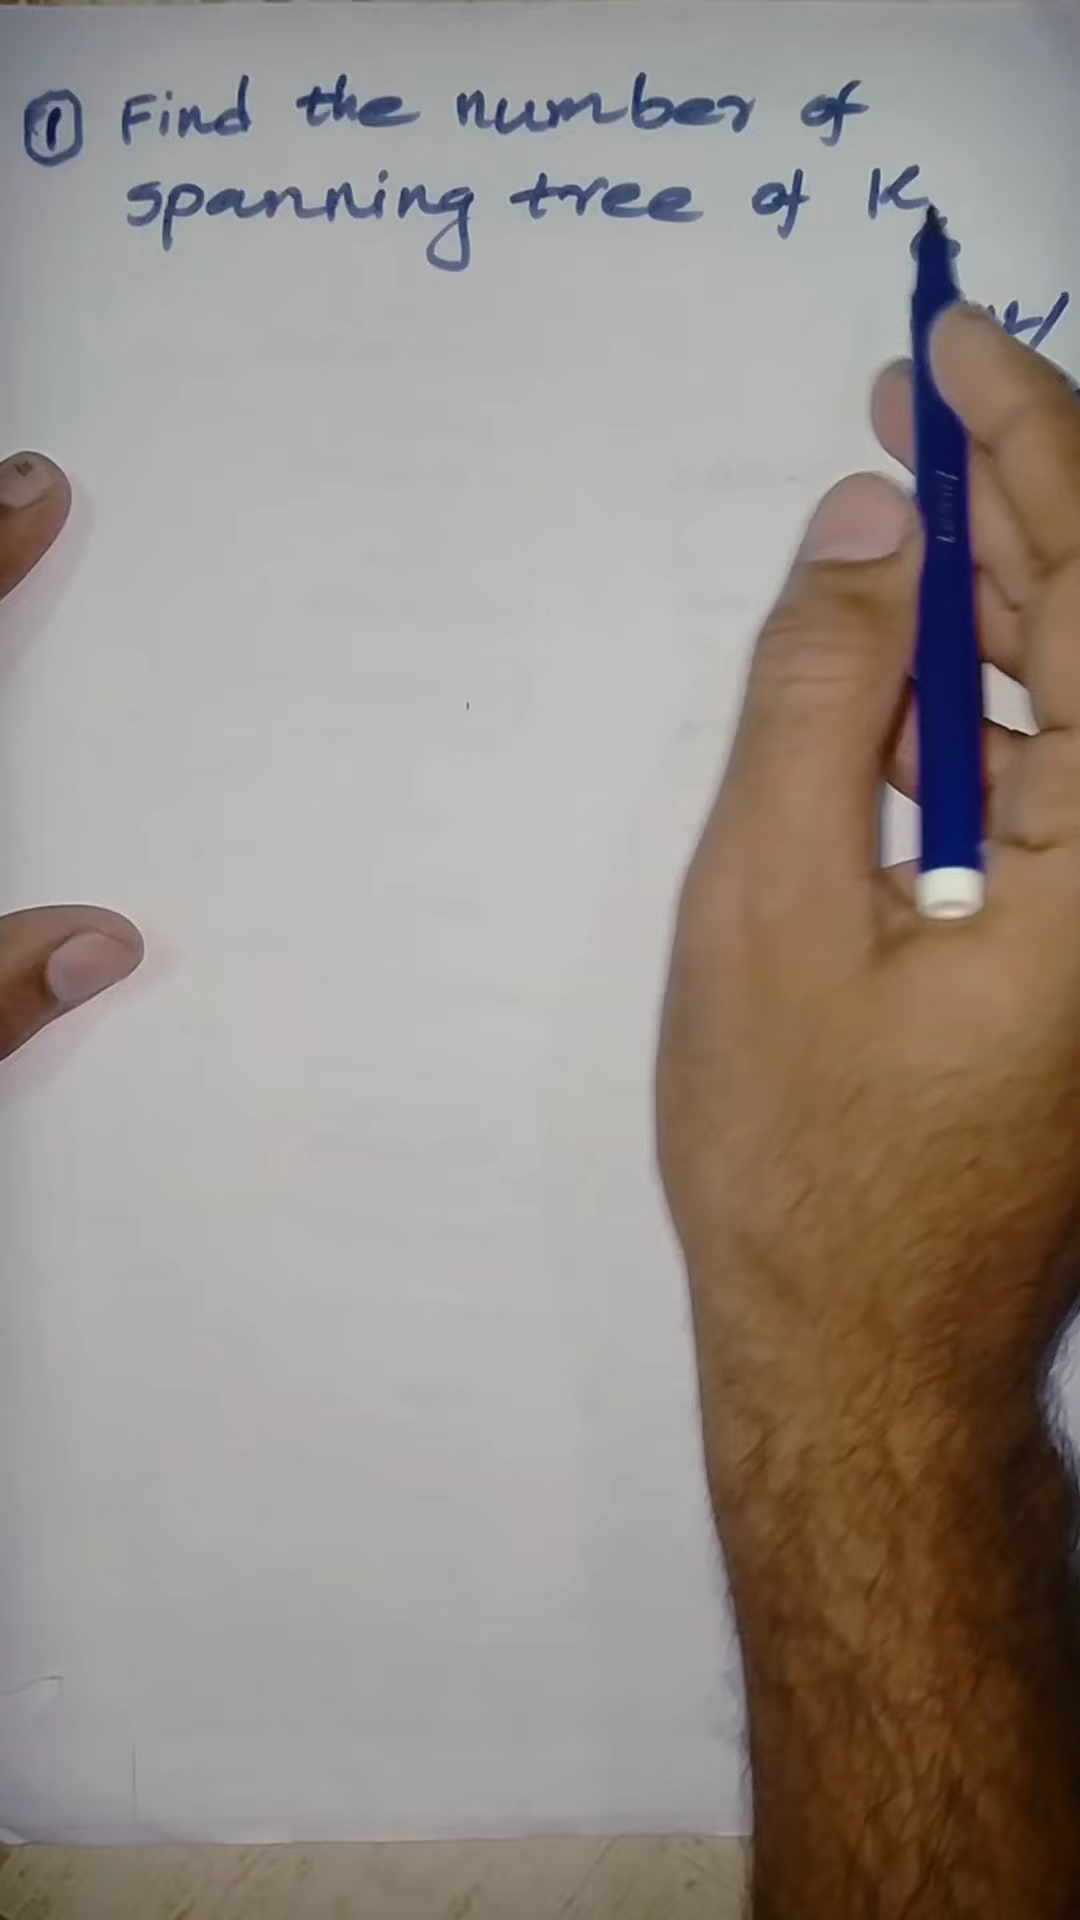 ① Find the number of
spanning tree of K